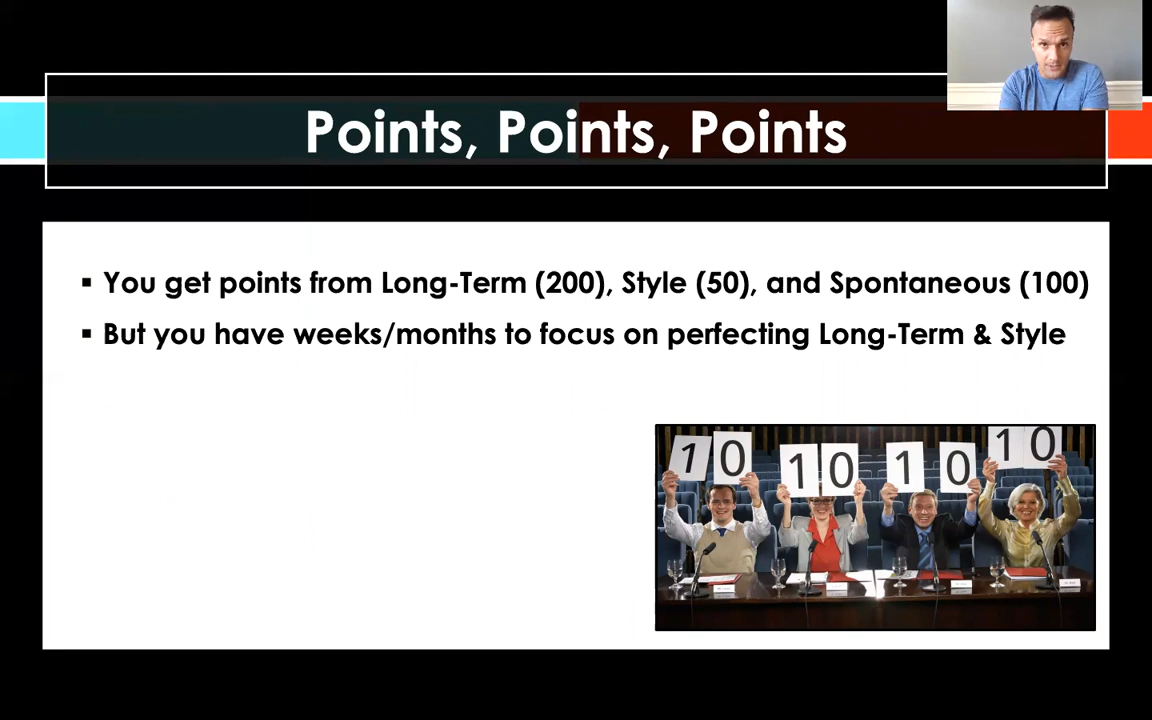 Points, Points, Points
▪ You get points from Long-Term (200), Style (50), and Spontaneous (100)
▪ But you have weeks/months to focus on perfecting Long-Term & Style
10 10 10 10